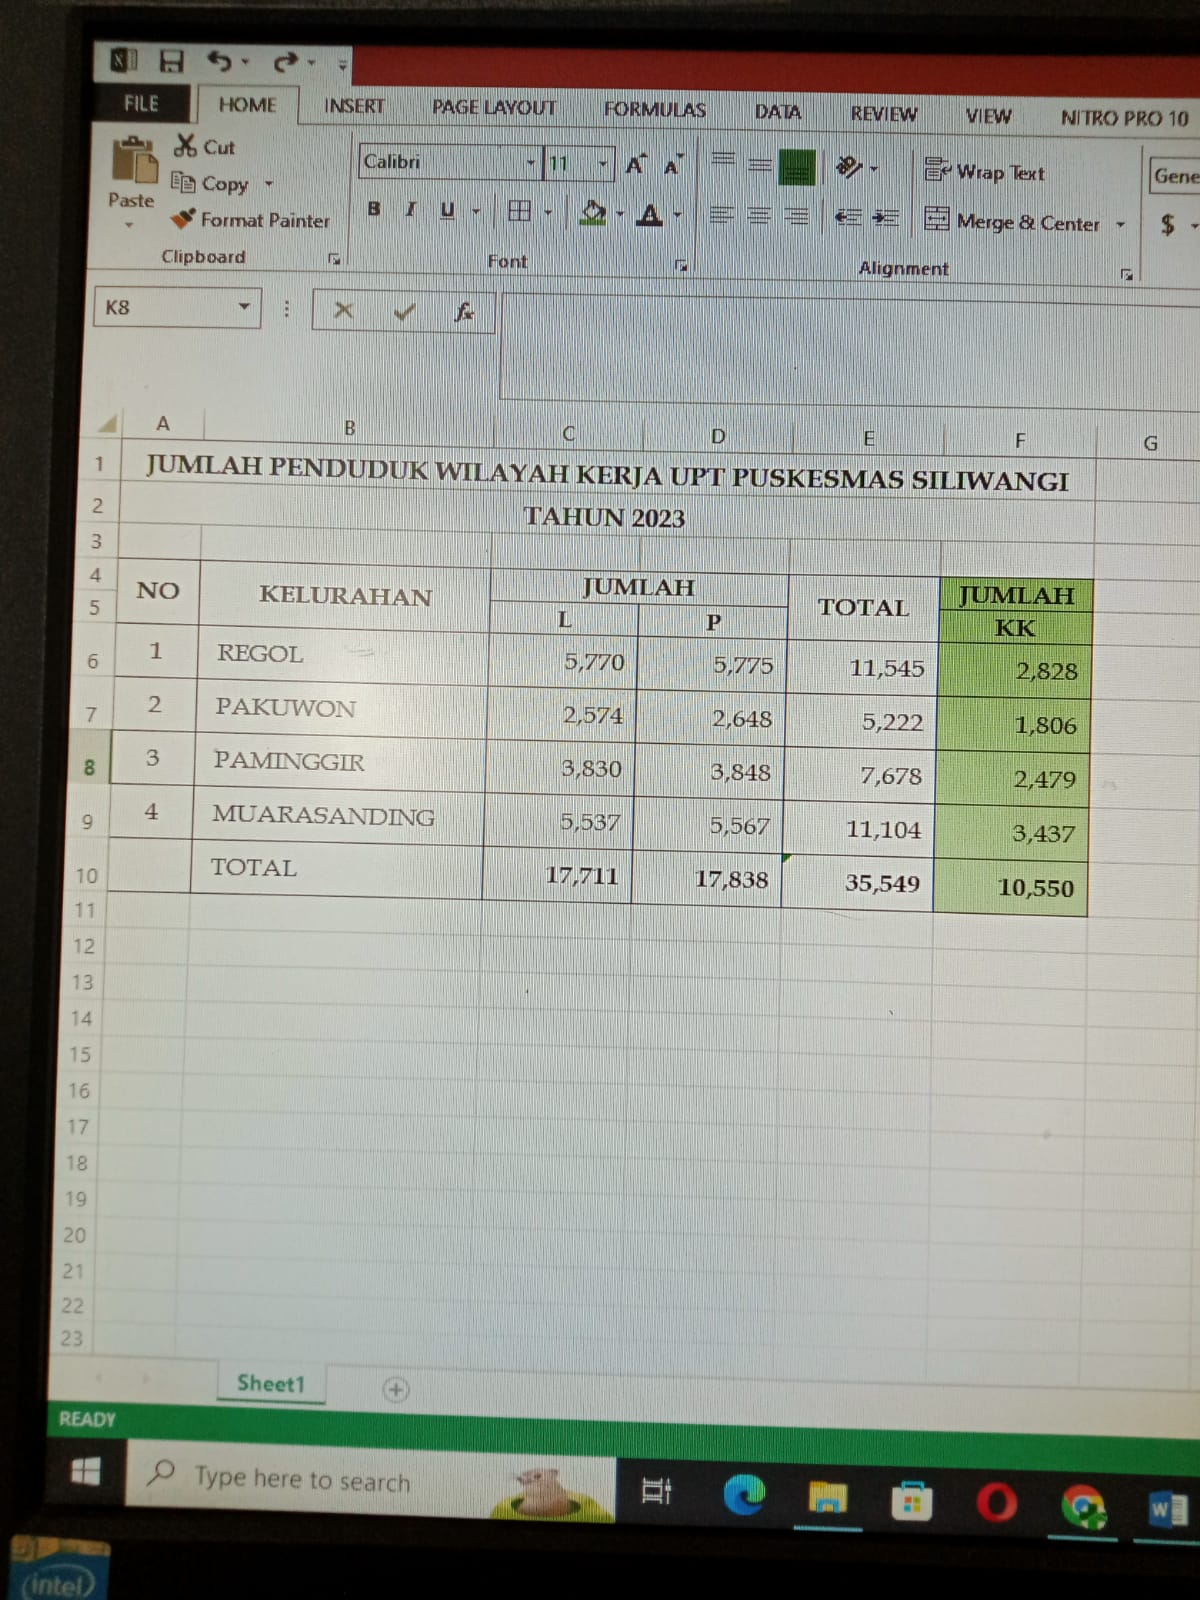 FILE HOME INSERT PAGE LAYOUT FORMULAS DATA REVIEW VIEW NITRO PRO 10
Paste
Cut
Copy
Format Painter
Clipboard
Calibri 11
A A
B I U A
Font
Wrap Text
Merge & Center
Alignment
Gene
$
K8
fx
A B C D E F G
1 JUMLAH PENDUDUK WILAYAH KERJA UPT PUSKESMAS SILIWANGI
2 TAHUN 2023
3
4 NO KELURAHAN JUMLAH TOTAL JUMLAH
5 L P KK
6 1 REGOL 5,770 5,775 11,545 2,828
7 2 PAKUWON 2,574 2,648 5,222 1,806
8 3 PAMINGGIR 3,830 3,848 7,678 2,479
9 4 MUARASANDING 5,537 5,567 11,104 3,437
10 TOTAL 17,711 17,838 35,549 10,550
11
12
13
14
15
16
17
18
19
20
21
22
23
Sheet1
READY
Type here to search
W
intel